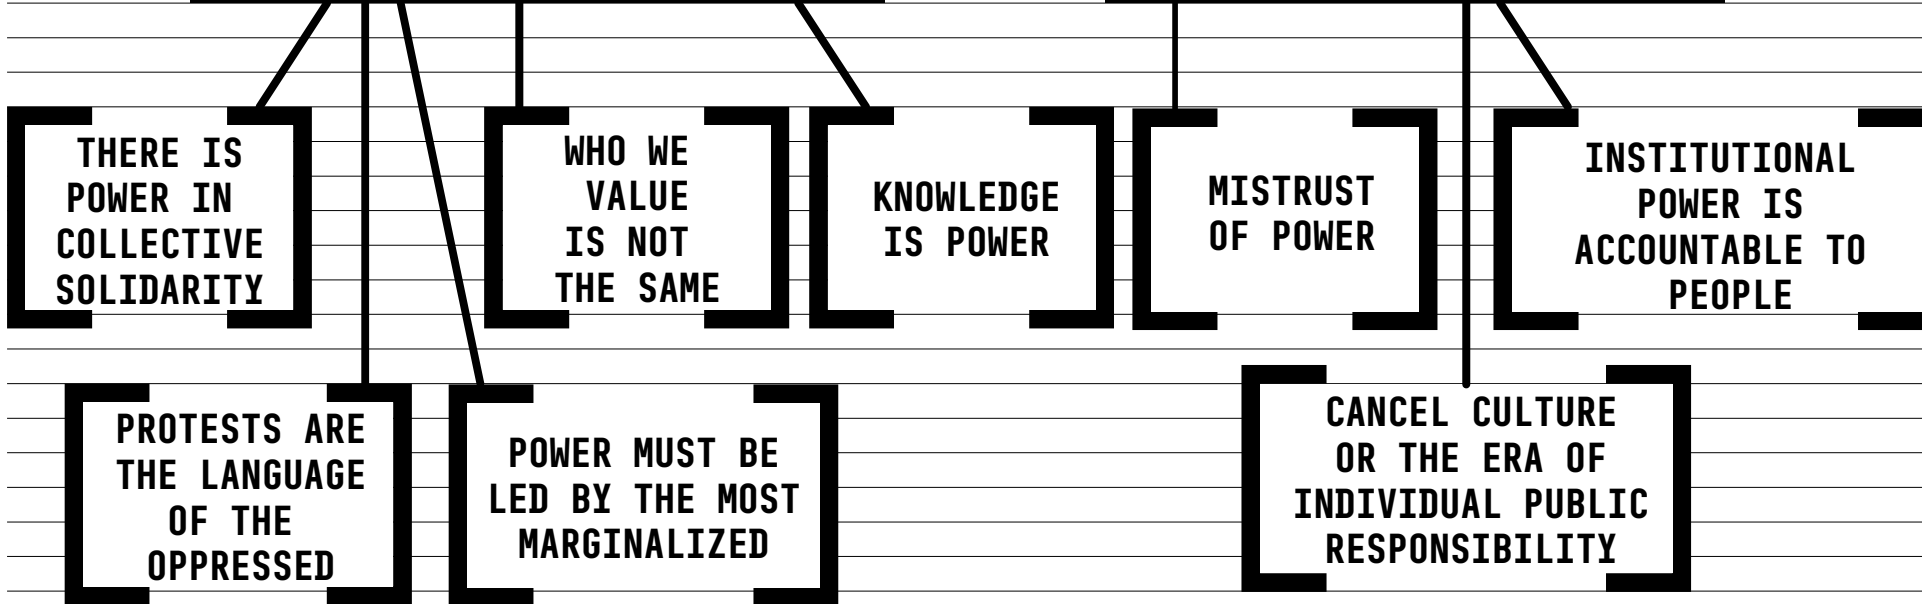 THERE IS
POWER IN
COLLECTIVE
SOLIDARITY
WHO WE
VALUE
IS NOT
THE SAME
KNOWLEDGE
IS POWER
MISTRUST
OF POWER
INSTITUTIONAL
POWER IS
ACCOUNTABLE TO
PEOPLE
PROTESTS ARE
THE LANGUAGE
OF THE
OPPRESSED
POWER MUST BE
LED BY THE MOST
MARGINALIZED
CANCEL CULTURE
OR THE ERA OF
INDIVIDUAL PUBLIC
RESPONSIBILITY